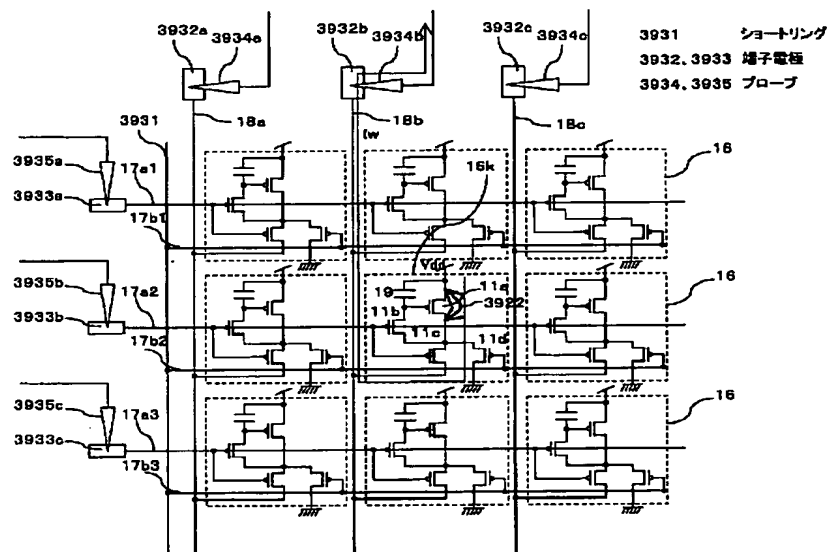 3932a
3934a
3932b
3934b
3932c
3934c
3931 ショートリング
3932、3933 端子電極
3934、3935 プローブ
3931
18a
18b
Iw
18c
3935a
3933a
17a1
17b1
16k
16
3935b
3933b
17a2
17b2
Vdd
19
11a
3922
11b
11c
11d
16
3935c
3933c
17a3
17b3
16